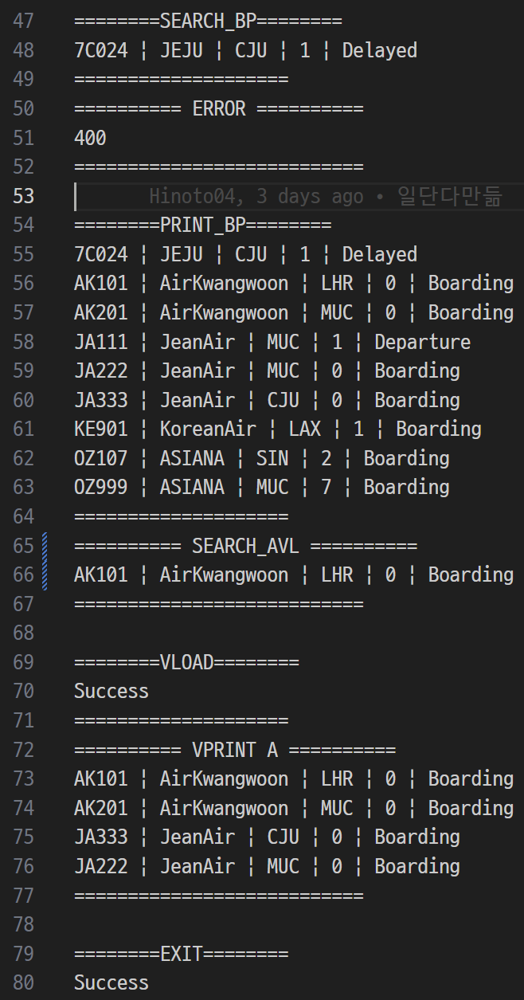 47 ========SEARCH_BP========
48 7C024 ¦ JEJU ¦ CJU ¦ 1 ¦ Delayed
49 ====================
50 ========== ERROR ==========
51 400
52 ===========================
53 Hinoto04, 3 days ago • 일단다만듦
54 ========PRINT_BP========
55 7C024 ¦ JEJU ¦ CJU ¦ 1 ¦ Delayed
56 AK101 ¦ AirKwangwoon ¦ LHR ¦ 0 ¦ Boarding
57 AK201 ¦ AirKwangwoon ¦ MUC ¦ 0 ¦ Boarding
58 JA111 ¦ JeanAir ¦ MUC ¦ 1 ¦ Departure
59 JA222 ¦ JeanAir ¦ MUC ¦ 0 ¦ Boarding
60 JA333 ¦ JeanAir ¦ CJU ¦ 0 ¦ Boarding
61 KE901 ¦ KoreanAir ¦ LAX ¦ 1 ¦ Boarding
62 OZ107 ¦ ASIANA ¦ SIN ¦ 2 ¦ Boarding
63 OZ999 ¦ ASIANA ¦ MUC ¦ 7 ¦ Boarding
64 ====================
65 ========== SEARCH_AVL ==========
66 AK101 ¦ AirKwangwoon ¦ LHR ¦ 0 ¦ Boarding
67 ===========================
68
69 ========VLOAD========
70 Success
71 ====================
72 ========== VPRINT A ==========
73 AK101 ¦ AirKwangwoon ¦ LHR ¦ 0 ¦ Boarding
74 AK201 ¦ AirKwangwoon ¦ MUC ¦ 0 ¦ Boarding
75 JA333 ¦ JeanAir ¦ CJU ¦ 0 ¦ Boarding
76 JA222 ¦ JeanAir ¦ MUC ¦ 0 ¦ Boarding
77 ===========================
78
79 ========EXIT========
80 Success